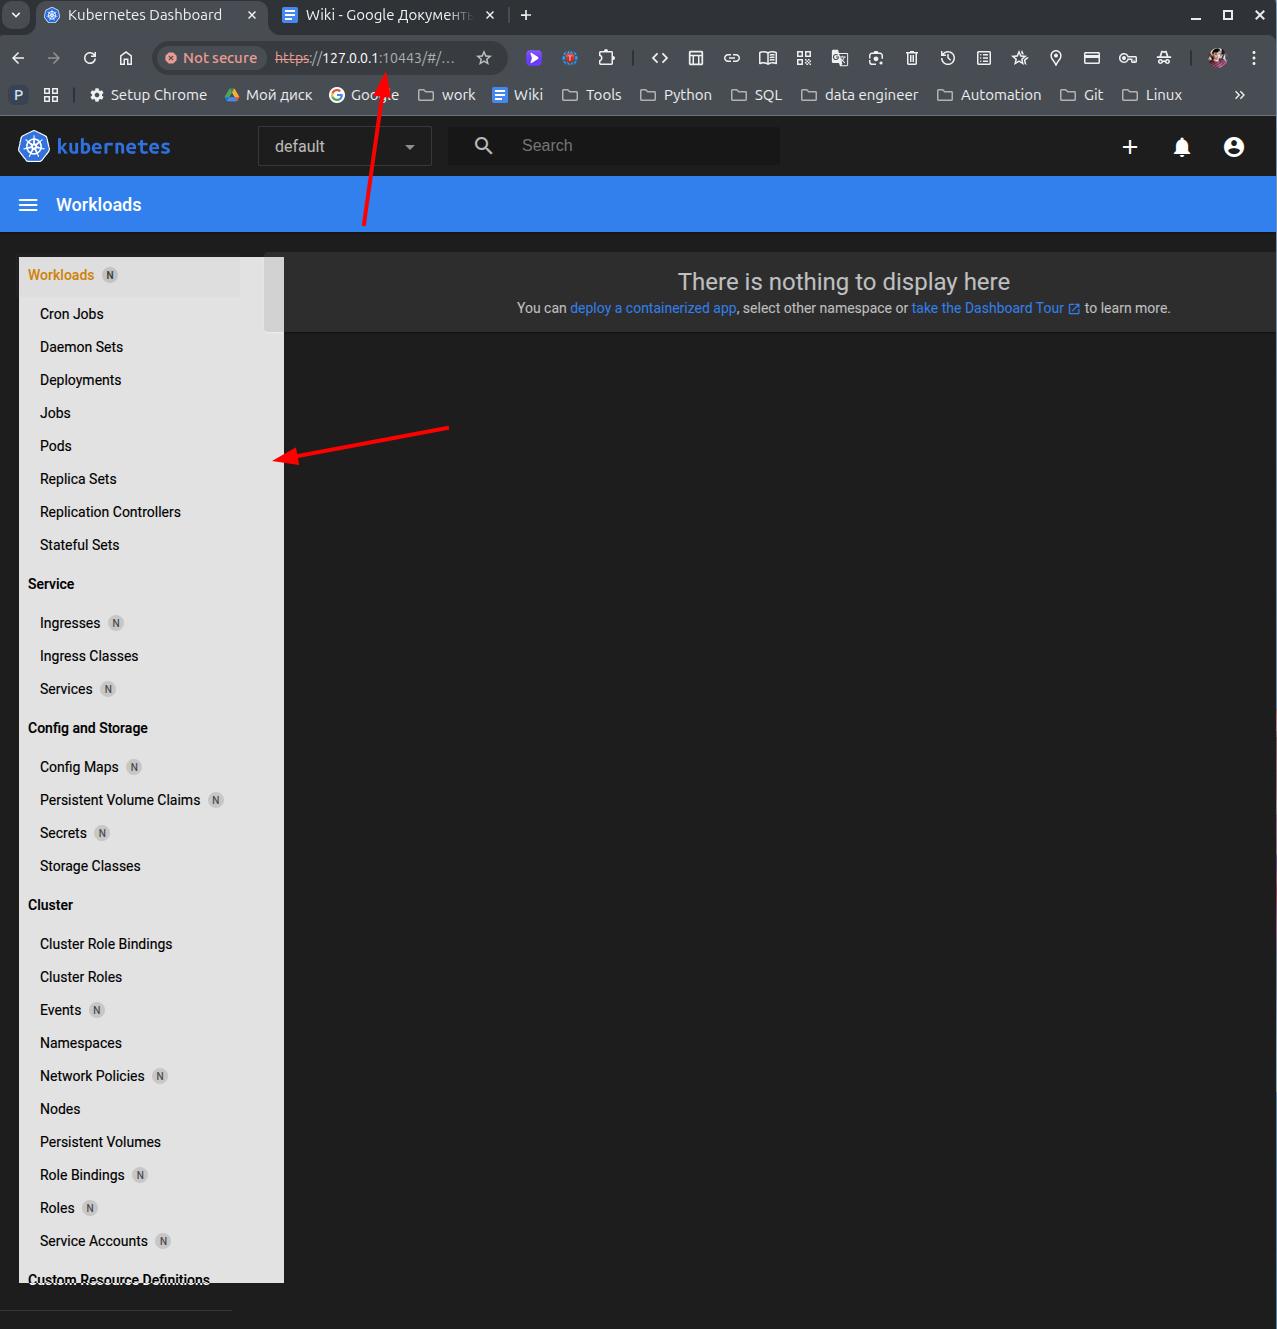 Kubernetes Dashboard
Wiki - Google Документы
Not secure https://127.0.0.1:10443/#/...
P Setup Chrome Мой диск Google work Wiki Tools Python SQL data engineer Automation Git Linux »
kubernetes default Search
Workloads
Workloads N
Cron Jobs
Daemon Sets
Deployments
Jobs
Pods
Replica Sets
Replication Controllers
Stateful Sets
Service
Ingresses N
Ingress Classes
Services N
Config and Storage
Config Maps N
Persistent Volume Claims N
Secrets N
Storage Classes
Cluster
Cluster Role Bindings
Cluster Roles
Events N
Namespaces
Network Policies N
Nodes
Persistent Volumes
Role Bindings N
Roles N
Service Accounts N
Custom Resource Definitions
There is nothing to display here
You can deploy a containerized app, select other namespace or take the Dashboard Tour to learn more.